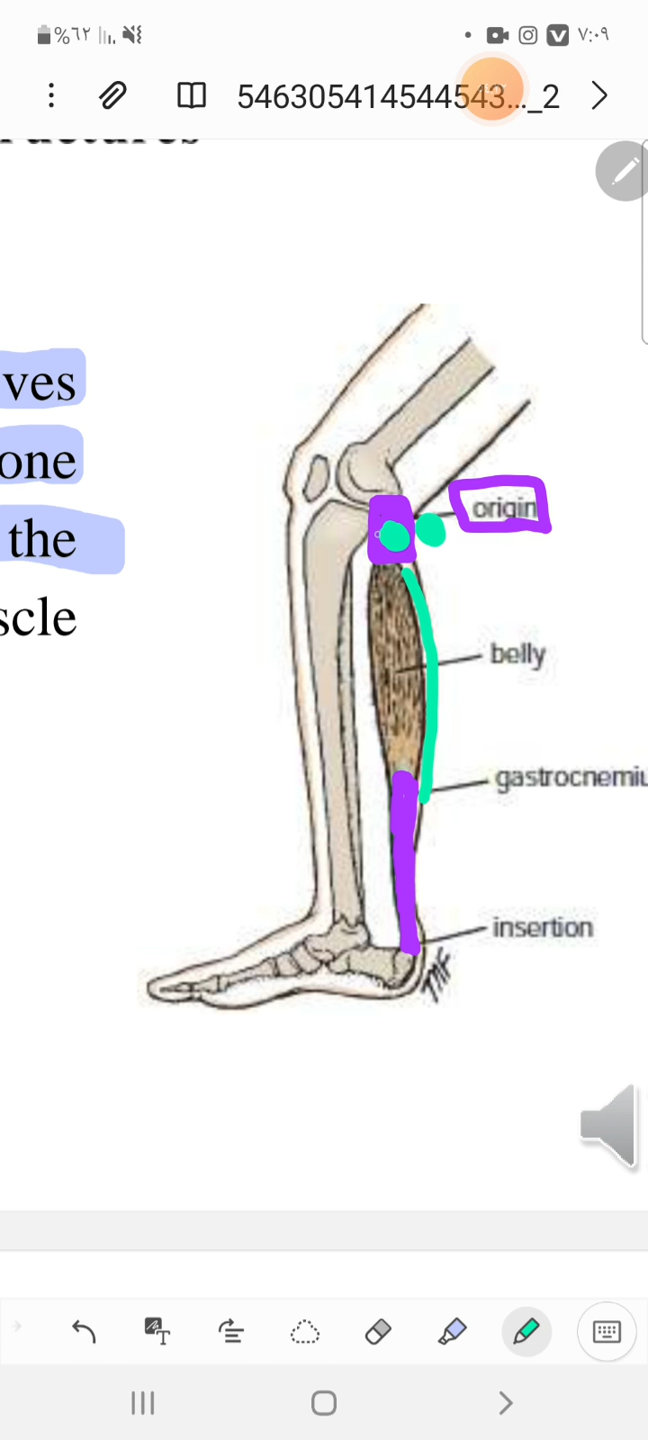 %٦٢ ٧:٠٩
546305414544543..._2
ves
one
the
scle
origin
belly
gastrocnemiu
insertion